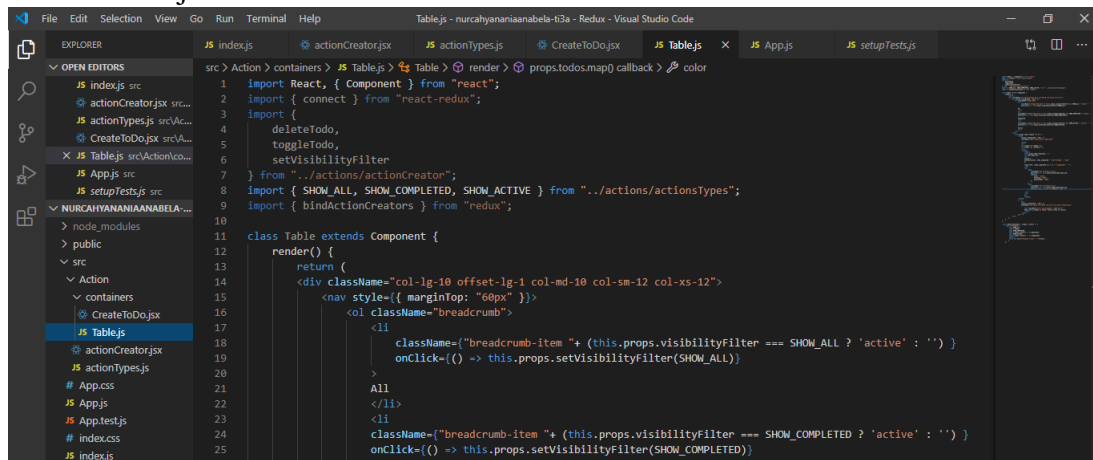 File Edit Selection View Go Run Terminal Help Table.js - nurcahyananiaanabela-ti3a - Redux - Visual Studio Code
EXPLORER
OPEN EDITORS
JS index.js src
actionCreator.jsx src...
JS actionTypes.js src\Ac...
CreateToDo.jsx src\A...
JS Table.js src\Action\co...
JS App.js src
JS setupTests.js src
NURCAHYANANIAANABELA-...
node_modules
public
src
Action
containers
CreateToDo.jsx
JS Table.js
actionCreator.jsx
JS actionTypes.js
# App.css
JS App.js
JS App.test.js
# index.css
JS index.js
JS index.js actionCreator.jsx JS actionTypes.js CreateToDo.jsx JS Table.js JS App.js JS setupTests.js
src > Action > containers > JS Table.js > Table > render > props.todos.map() callback > color
1 import React, { Component } from "react";
2 import { connect } from "react-redux";
3 import {
4 deleteTodo,
5 toggleTodo,
6 setVisibilityFilter
7 } from "../actions/actionCreator";
8 import { SHOW_ALL, SHOW_COMPLETED, SHOW_ACTIVE } from "../actions/actionsTypes";
9 import { bindActionCreators } from "redux";
10
11 class Table extends Component {
12 render() {
13 return (
14 <div className="col-lg-10 offset-lg-1 col-md-10 col-sm-12 col-xs-12">
15 <nav style={{ marginTop: "60px" }}>
16 <ol className="breadcrumb">
17 <li
18 className={"breadcrumb-item "+ (this.props.visibilityFilter === SHOW_ALL ? 'active' : '') }
19 onClick={() => this.props.setVisibilityFilter(SHOW_ALL)}
20 >
21 All
22 </li>
23 <li
24 className={"breadcrumb-item "+ (this.props.visibilityFilter === SHOW_COMPLETED ? 'active' : '') }
25 onClick={() => this.props.setVisibilityFilter(SHOW_COMPLETED)}